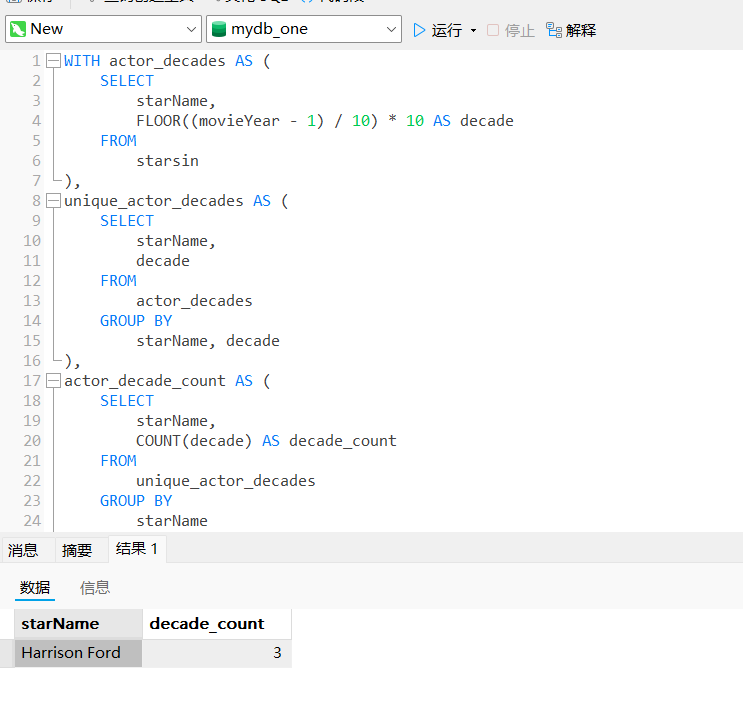 New mydb_one 运行 停止 解释
1 WITH actor_decades AS (
2 SELECT
3 starName,
4 FLOOR((movieYear - 1) / 10) * 10 AS decade
5 FROM
6 starsin
7 ),
8 unique_actor_decades AS (
9 SELECT
10 starName,
11 decade
12 FROM
13 actor_decades
14 GROUP BY
15 starName, decade
16 ),
17 actor_decade_count AS (
18 SELECT
19 starName,
20 COUNT(decade) AS decade_count
21 FROM
22 unique_actor_decades
23 GROUP BY
24 starName
消息 摘要 结果 1
数据 信息
starName decade_count
Harrison Ford 3